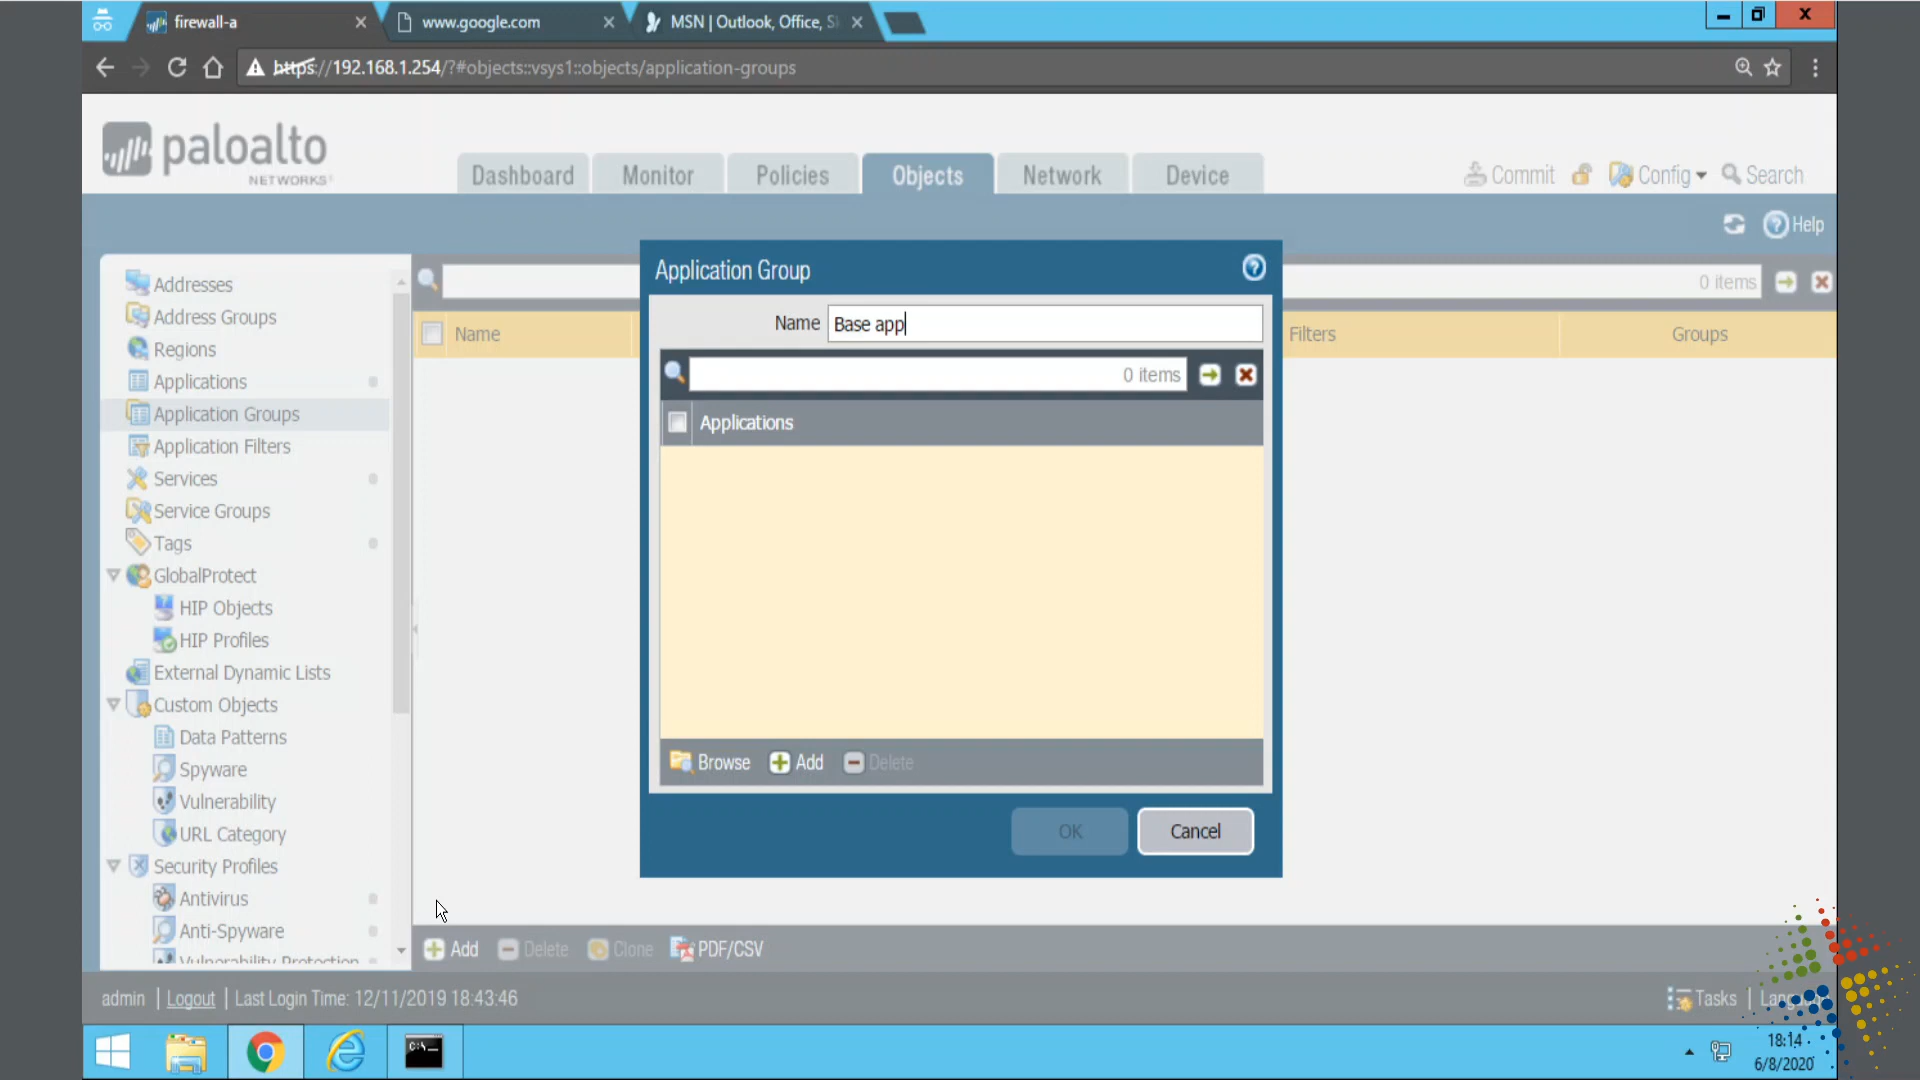 firewall-a
www.google.com
MSN | Outlook, Office, S
https://192.168.1.254/?#objects::vsys1::objects/application-groups
paloalto
NETWORKS
Dashboard
Monitor
Policies
Objects
Network
Device
Commit
Config
Search
Help
Addresses
Address Groups
Regions
Applications
Application Groups
Application Filters
Services
Service Groups
Tags
GlobalProtect
HIP Objects
HIP Profiles
External Dynamic Lists
Custom Objects
Data Patterns
Spyware
Vulnerability
URL Category
Security Profiles
Antivirus
Anti-Spyware
Vulnerability Protection
0 items
Name
Filters
Groups
Application Group
Name Base app
0 items
Applications
Browse
Add
Delete
OK
Cancel
Add
Delete
Clone
PDF/CSV
admin | Logout | Last Login Time: 12/11/2019 18:43:46
Tasks | Language
C:\_
18:14
6/8/2020